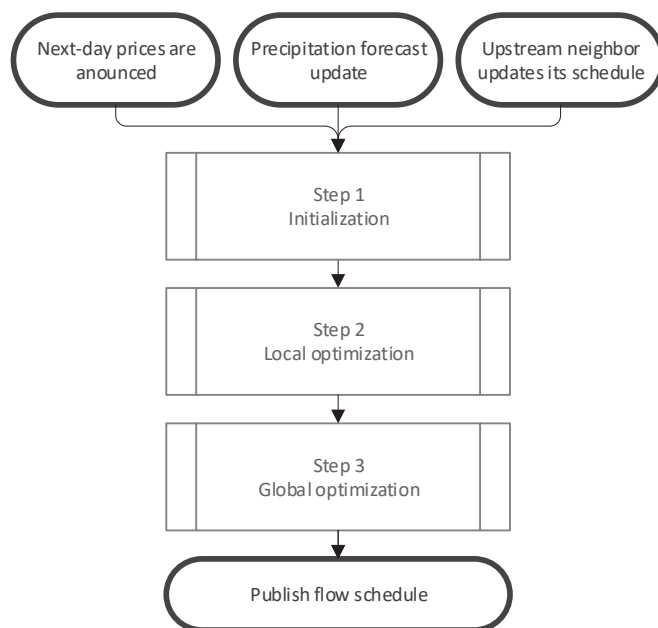 Next-day prices are
anounced
Precipitation forecast
update
Upstream neighbor
updates its schedule
Step 1
Initialization
Step 2
Local optimization
Step 3
Global optimization
Publish flow schedule